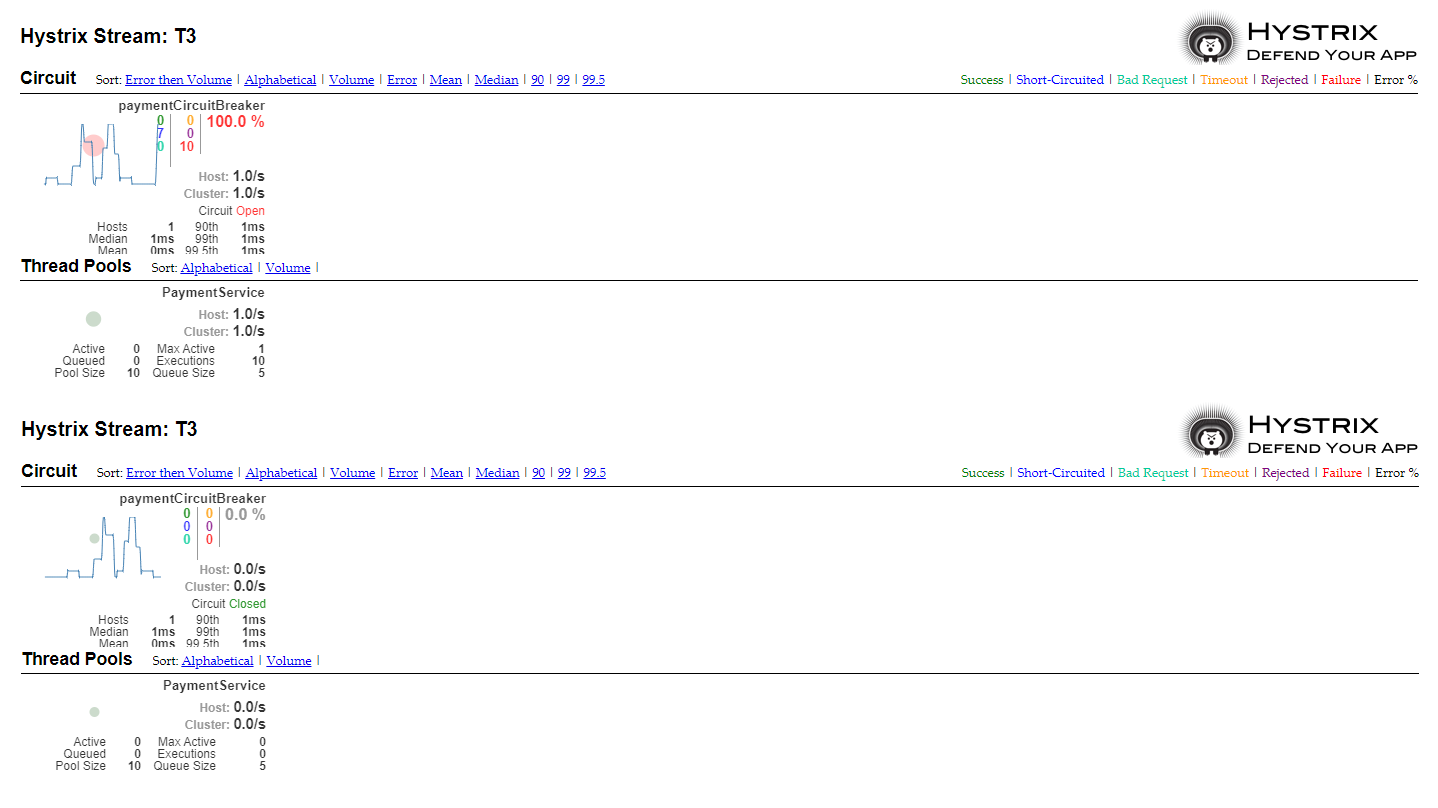 Hystrix Stream: T3
HYSTRIX
DEFEND YOUR APP
Circuit Sort: Error then Volume | Alphabetical | Volume | Error | Mean | Median | 90 | 99 | 99.5 Success | Short-Circuited | Bad Request | Timeout | Rejected | Failure | Error %
paymentCircuitBreaker
0 0 100.0 %
7 0
0 10
Host: 1.0/s
Cluster: 1.0/s
Circuit Open
Hosts 1 90th 1ms
Median 1ms 99th 1ms
Mean 0ms 99.5th 1ms
Thread Pools Sort: Alphabetical | Volume |
PaymentService
Host: 1.0/s
Cluster: 1.0/s
Active 0 Max Active 1
Queued 0 Executions 10
Pool Size 10 Queue Size 5
Hystrix Stream: T3
HYSTRIX
DEFEND YOUR APP
Circuit Sort: Error then Volume | Alphabetical | Volume | Error | Mean | Median | 90 | 99 | 99.5 Success | Short-Circuited | Bad Request | Timeout | Rejected | Failure | Error %
paymentCircuitBreaker
0 0 0.0 %
0 0
0 0
Host: 0.0/s
Cluster: 0.0/s
Circuit Closed
Hosts 1 90th 1ms
Median 1ms 99th 1ms
Mean 0ms 99.5th 1ms
Thread Pools Sort: Alphabetical | Volume |
PaymentService
Host: 0.0/s
Cluster: 0.0/s
Active 0 Max Active 0
Queued 0 Executions 0
Pool Size 10 Queue Size 5